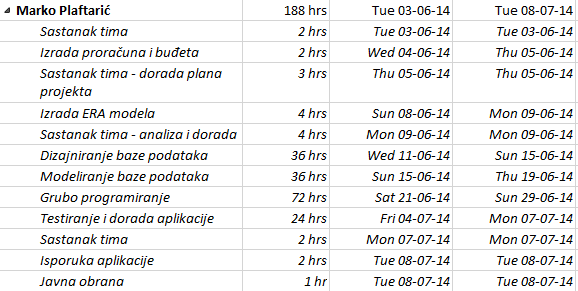 Marko Plaftarić 188 hrs Tue 03-06-14 Tue 08-07-14
Sastanak tima 2 hrs Tue 03-06-14 Tue 03-06-14
Izrada proračuna i buđeta 2 hrs Wed 04-06-14 Thu 05-06-14
Sastanak tima - dorada plana 3 hrs Thu 05-06-14 Thu 05-06-14
projekta
Izrada ERA modela 4 hrs Sun 08-06-14 Mon 09-06-14
Sastanak tima - analiza i dorada 4 hrs Mon 09-06-14 Mon 09-06-14
Dizajniranje baze podataka 36 hrs Wed 11-06-14 Sun 15-06-14
Modeliranje baze podataka 36 hrs Sun 15-06-14 Thu 19-06-14
Grubo programiranje 72 hrs Sat 21-06-14 Sun 29-06-14
Testiranje i dorada aplikacije 24 hrs Fri 04-07-14 Mon 07-07-14
Sastanak tima 2 hrs Mon 07-07-14 Mon 07-07-14
Isporuka aplikacije 2 hrs Tue 08-07-14 Tue 08-07-14
Javna obrana 1 hr Tue 08-07-14 Tue 08-07-14